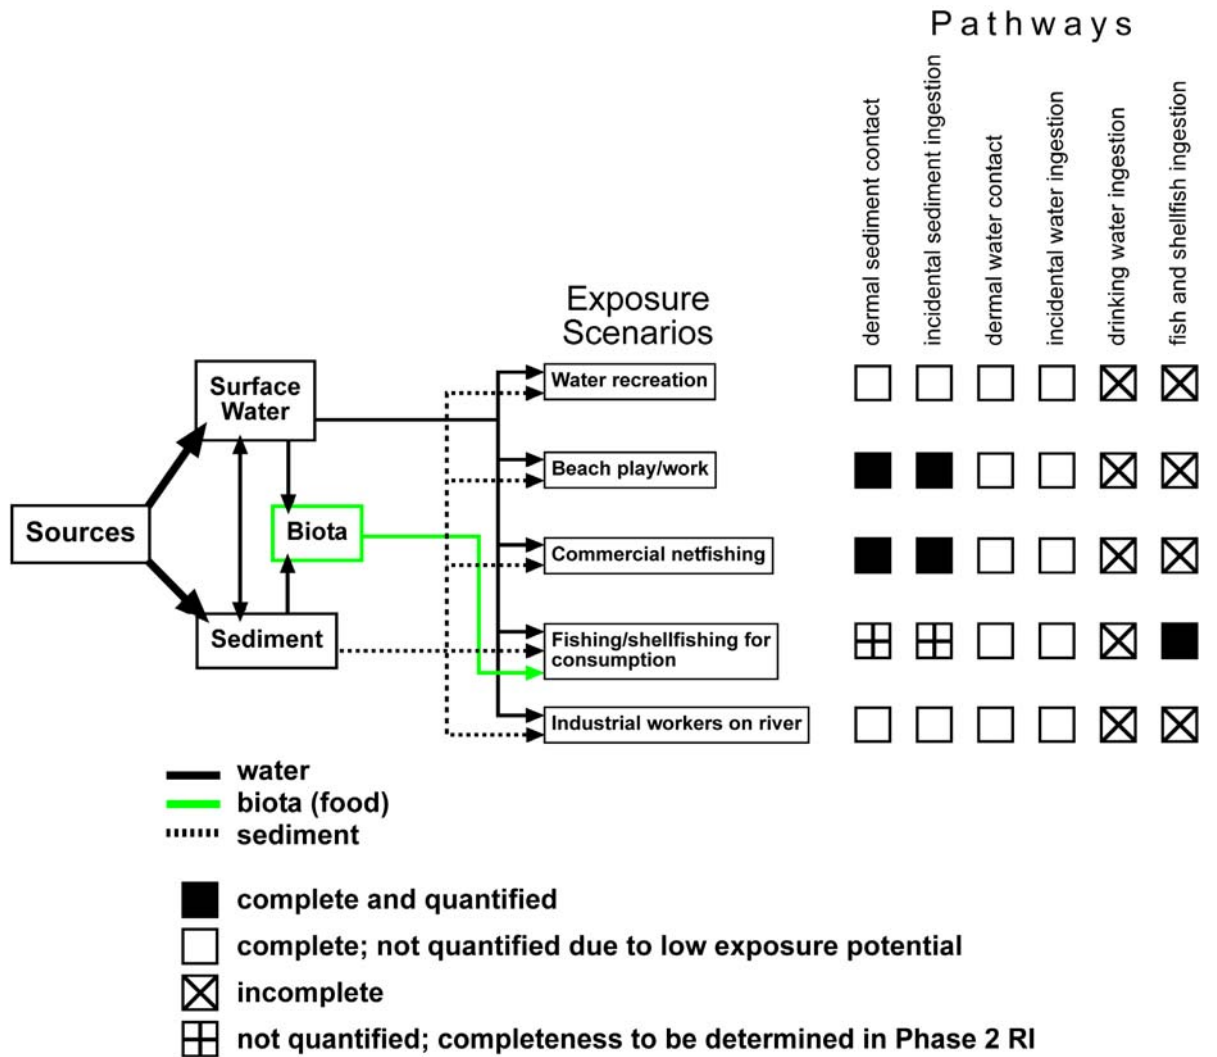 Pathways
dermal sediment contact
incidental sediment ingestion
dermal water contact
incidental water ingestion
drinking water ingestion
fish and shellfish ingestion
Exposure
Scenarios
Surface
Water
Water recreation
Beach play/work
Sources
Biota
Commercial netfishing
Sediment
Fishing/shellfishing for
consumption
Industrial workers on river
water
biota (food)
sediment
complete and quantified
complete; not quantified due to low exposure potential
incomplete
not quantified; completeness to be determined in Phase 2 RI